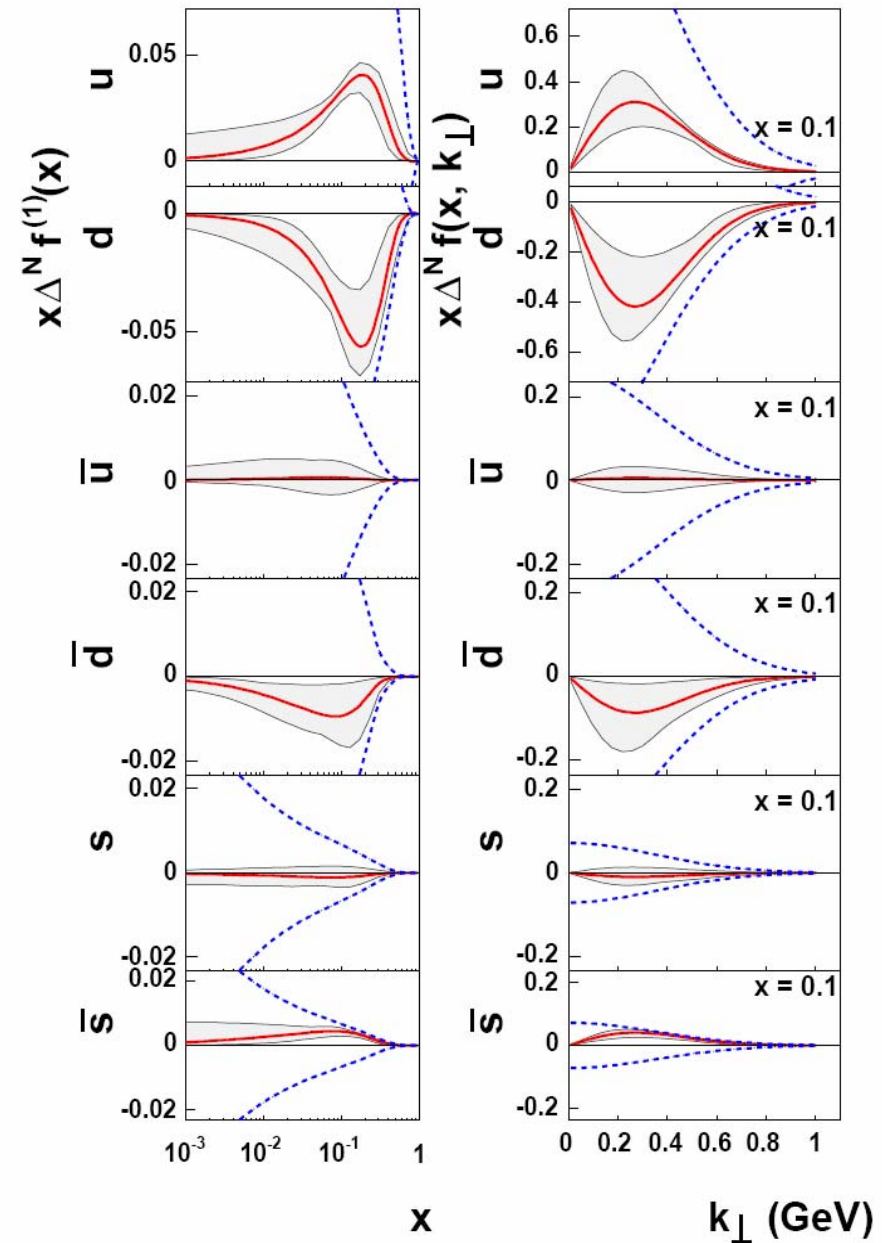 x Δ^N f^(1)(x)
u
0.05
0
d
0
-0.05
u̅
0.02
0
-0.02
d̅
0.02
0
-0.02
s
0.02
0
-0.02
s̅
0.02
0
-0.02
10^-3 10^-2 10^-1 1
x
x Δ^N f(x, k_⊥)
u
0.6
0.4
0.2
0
x = 0.1
d
0
-0.2
-0.4
-0.6
x = 0.1
u̅
0.2
0
-0.2
x = 0.1
d̅
0.2
0
-0.2
x = 0.1
s
0.2
0
-0.2
x = 0.1
s̅
0.2
0
-0.2
x = 0.1
0 0.2 0.4 0.6 0.8 1
k_⊥ (GeV)